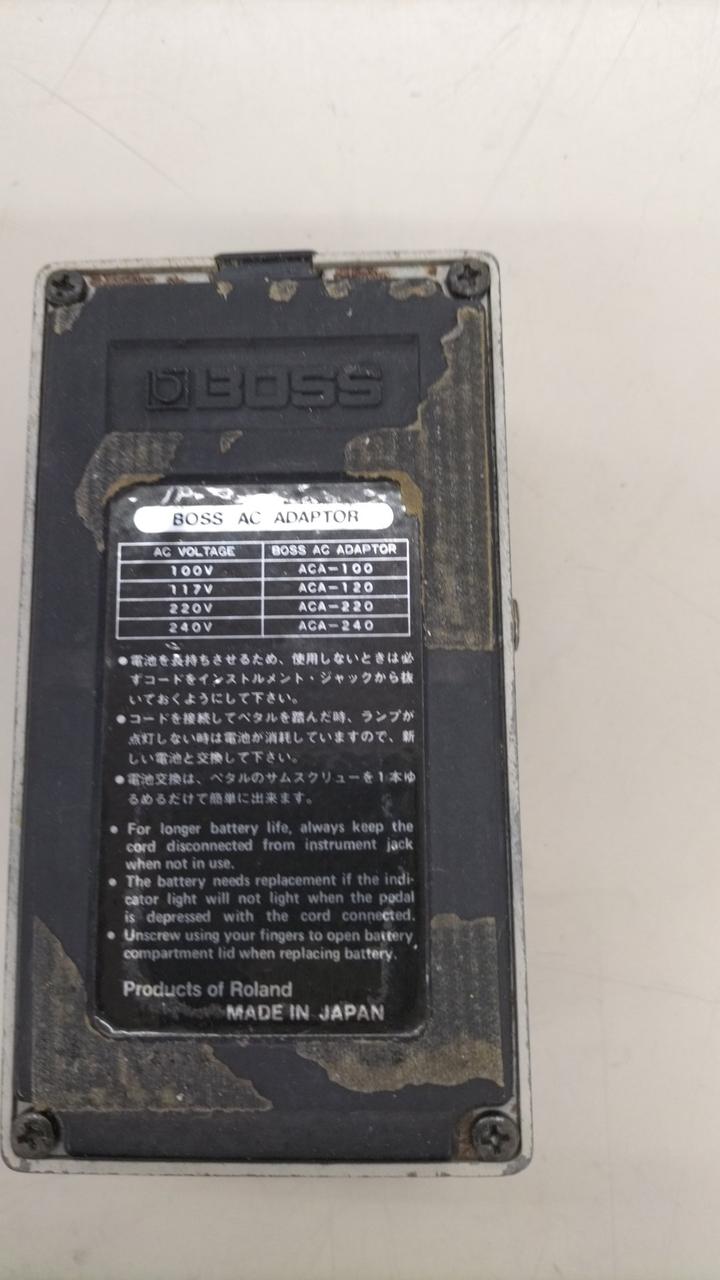 BOSS
BOSS AC ADAPTOR
AC VOLTAGE BOSS AC ADAPTOR
100V ACA-100
117V ACA-120
220V ACA-220
240V ACA-240
●電池を長持ちさせるため、使用しないときは必
ずコードをインストルメント・ジャックから抜
いておくようにして下さい。
●コードを接続してペタルを踏んだ時、ランプが
点灯しない時は電池が消耗していますので、新
しい電池と交換して下さい。
●電池交換は、ペタルのサムスクリューを1本ゆ
るめるだけで簡単に出来ます。
● For longer battery life, always keep the
cord disconnected from instrument jack
when not in use.
● The battery needs replacement if the indi-
cator light will not light when the pedal
is depressed with the cord connected.
● Unscrew using your fingers to open battery
compartment lid when replacing battery.
Products of Roland
MADE IN JAPAN